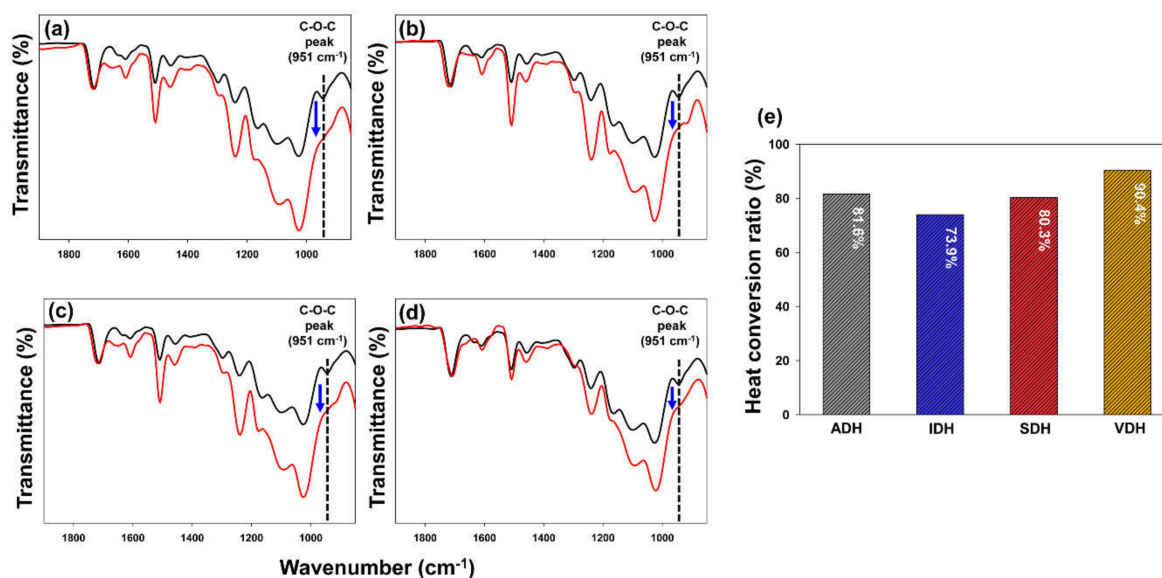 (a)
C-O-C
peak
(951 cm⁻¹)
Transmittance (%)
1800 1600 1400 1200 1000
(b)
C-O-C
peak
(951 cm⁻¹)
Transmittance (%)
1800 1600 1400 1200 1000
(c)
C-O-C
peak
(951 cm⁻¹)
Transmittance (%)
1800 1600 1400 1200 1000
(d)
C-O-C
peak
(951 cm⁻¹)
Transmittance (%)
1800 1600 1400 1200 1000
Wavenumber (cm⁻¹)
(e)
Heat conversion ratio (%)
100
80
60
40
20
0
81.6%
73.9%
80.3%
90.4%
ADH IDH SDH VDH